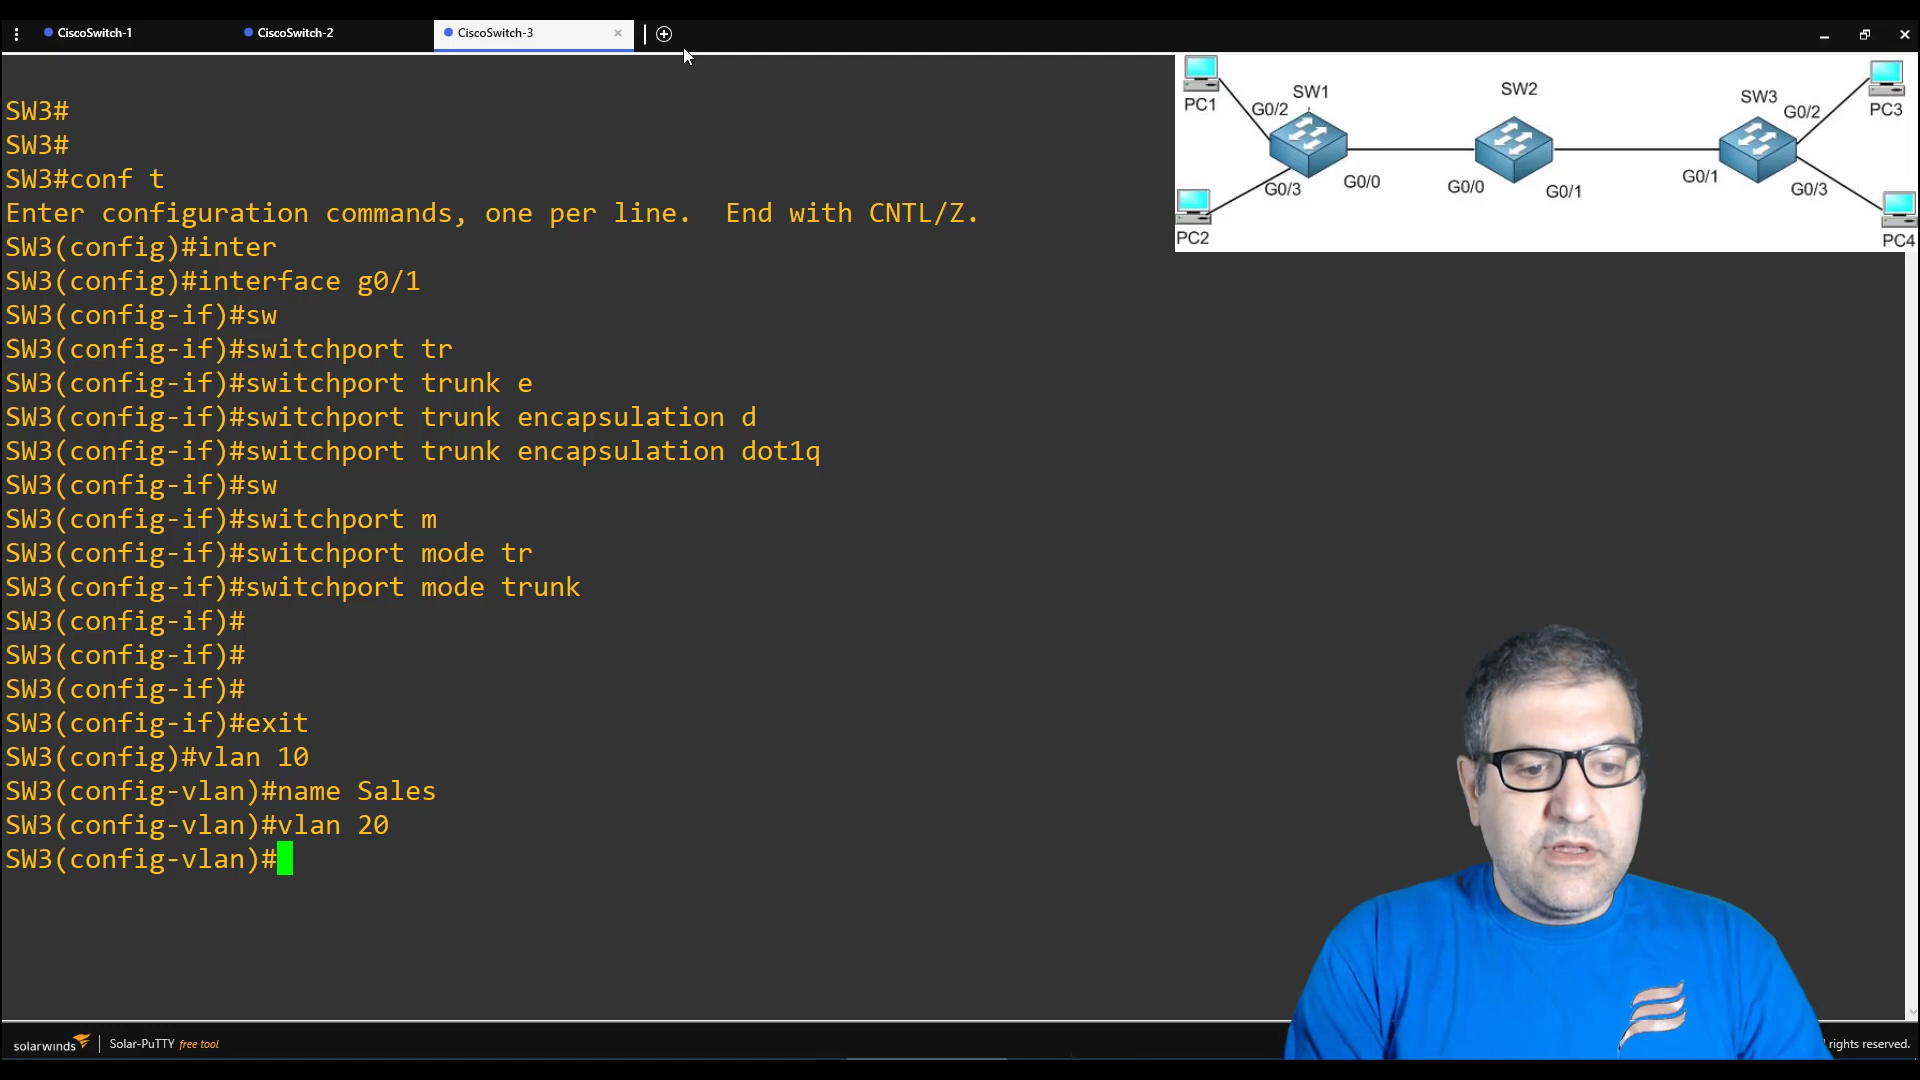 CiscoSwitch-1 CiscoSwitch-2 CiscoSwitch-3
SW3#
SW3#
SW3#conf t
Enter configuration commands, one per line.  End with CNTL/Z.
SW3(config)#inter
SW3(config)#interface g0/1
SW3(config-if)#sw
SW3(config-if)#switchport tr
SW3(config-if)#switchport trunk e
SW3(config-if)#switchport trunk encapsulation d
SW3(config-if)#switchport trunk encapsulation dot1q
SW3(config-if)#sw
SW3(config-if)#switchport m
SW3(config-if)#switchport mode tr
SW3(config-if)#switchport mode trunk
SW3(config-if)#
SW3(config-if)#
SW3(config-if)#
SW3(config-if)#exit
SW3(config)#vlan 10
SW3(config-vlan)#name Sales
SW3(config-vlan)#vlan 20
SW3(config-vlan)#
PC1
G0/2
SW1
SW2
SW3
G0/2
PC3
PC2
G0/3
G0/0
G0/0
G0/1
G0/1
G0/3
PC4
solarwinds Solar-PuTTY free tool
rights reserved.